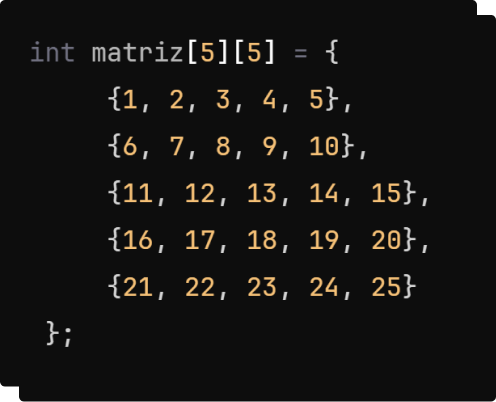 int matriz[5][5] = {
{1, 2, 3, 4, 5},
{6, 7, 8, 9, 10},
{11, 12, 13, 14, 15},
{16, 17, 18, 19, 20},
{21, 22, 23, 24, 25}
};